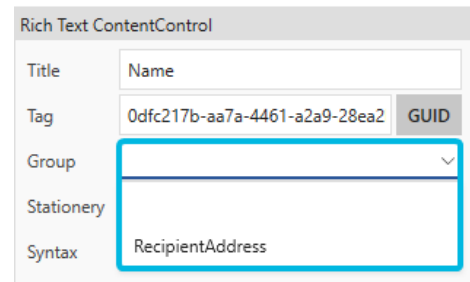 Rich Text ContentControl
Title Name
Tag 0dfc217b-aa7a-4461-a2a9-28ea2 GUID
Group
Stationery
RecipientAddress
Syntax